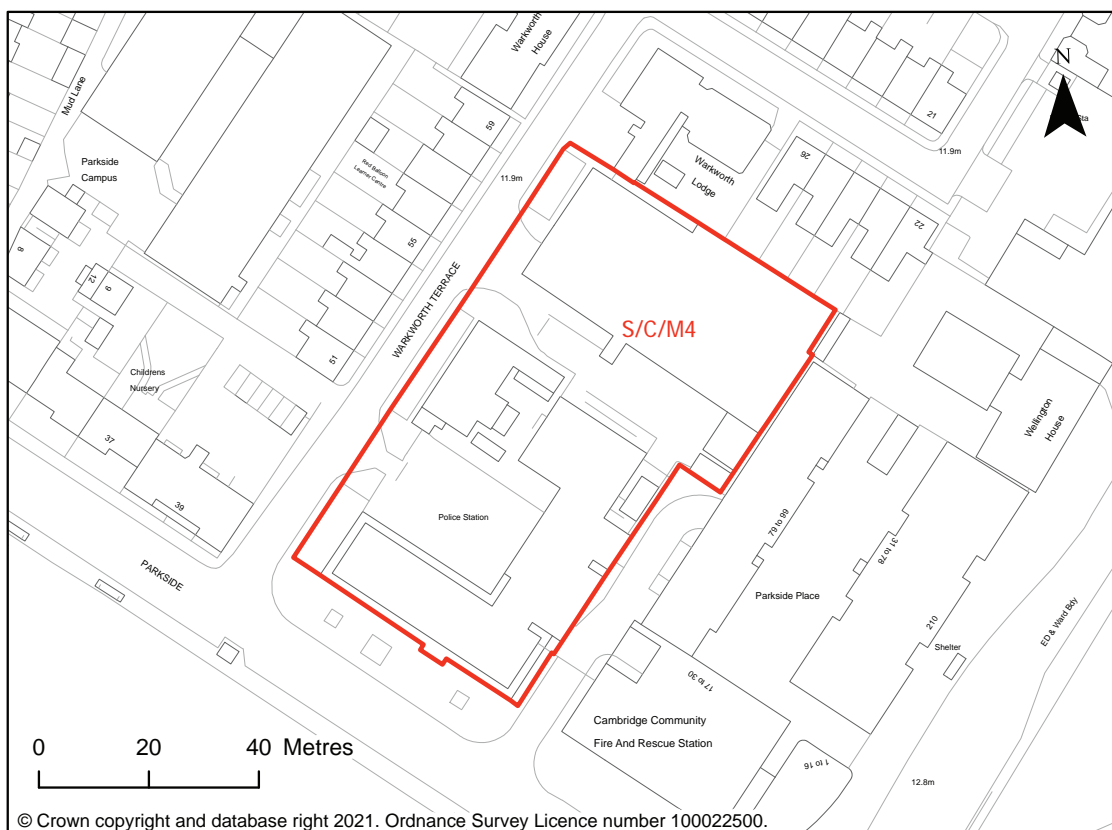 Warkworth
House
N
Mud Lane
59
21
Sta
11.9m
Parkside
Campus
Red Balloon
Learner Centre
11.9m
Warkworth
Lodge
26
22
8
12
9
55
WARKWORTH TERRACE
S/C/M4
51
Childrens
Nursery
Wellington
House
37
39
Police Station
79 to 99
31 to 78
PARKSIDE
Parkside Place
210
ED & Ward Bdy
Shelter
17 to 30
Cambridge Community
Fire And Rescue Station
0 20 40 Metres
1 to 16
12.8m
© Crown copyright and database right 2021. Ordnance Survey Licence number 100022500.